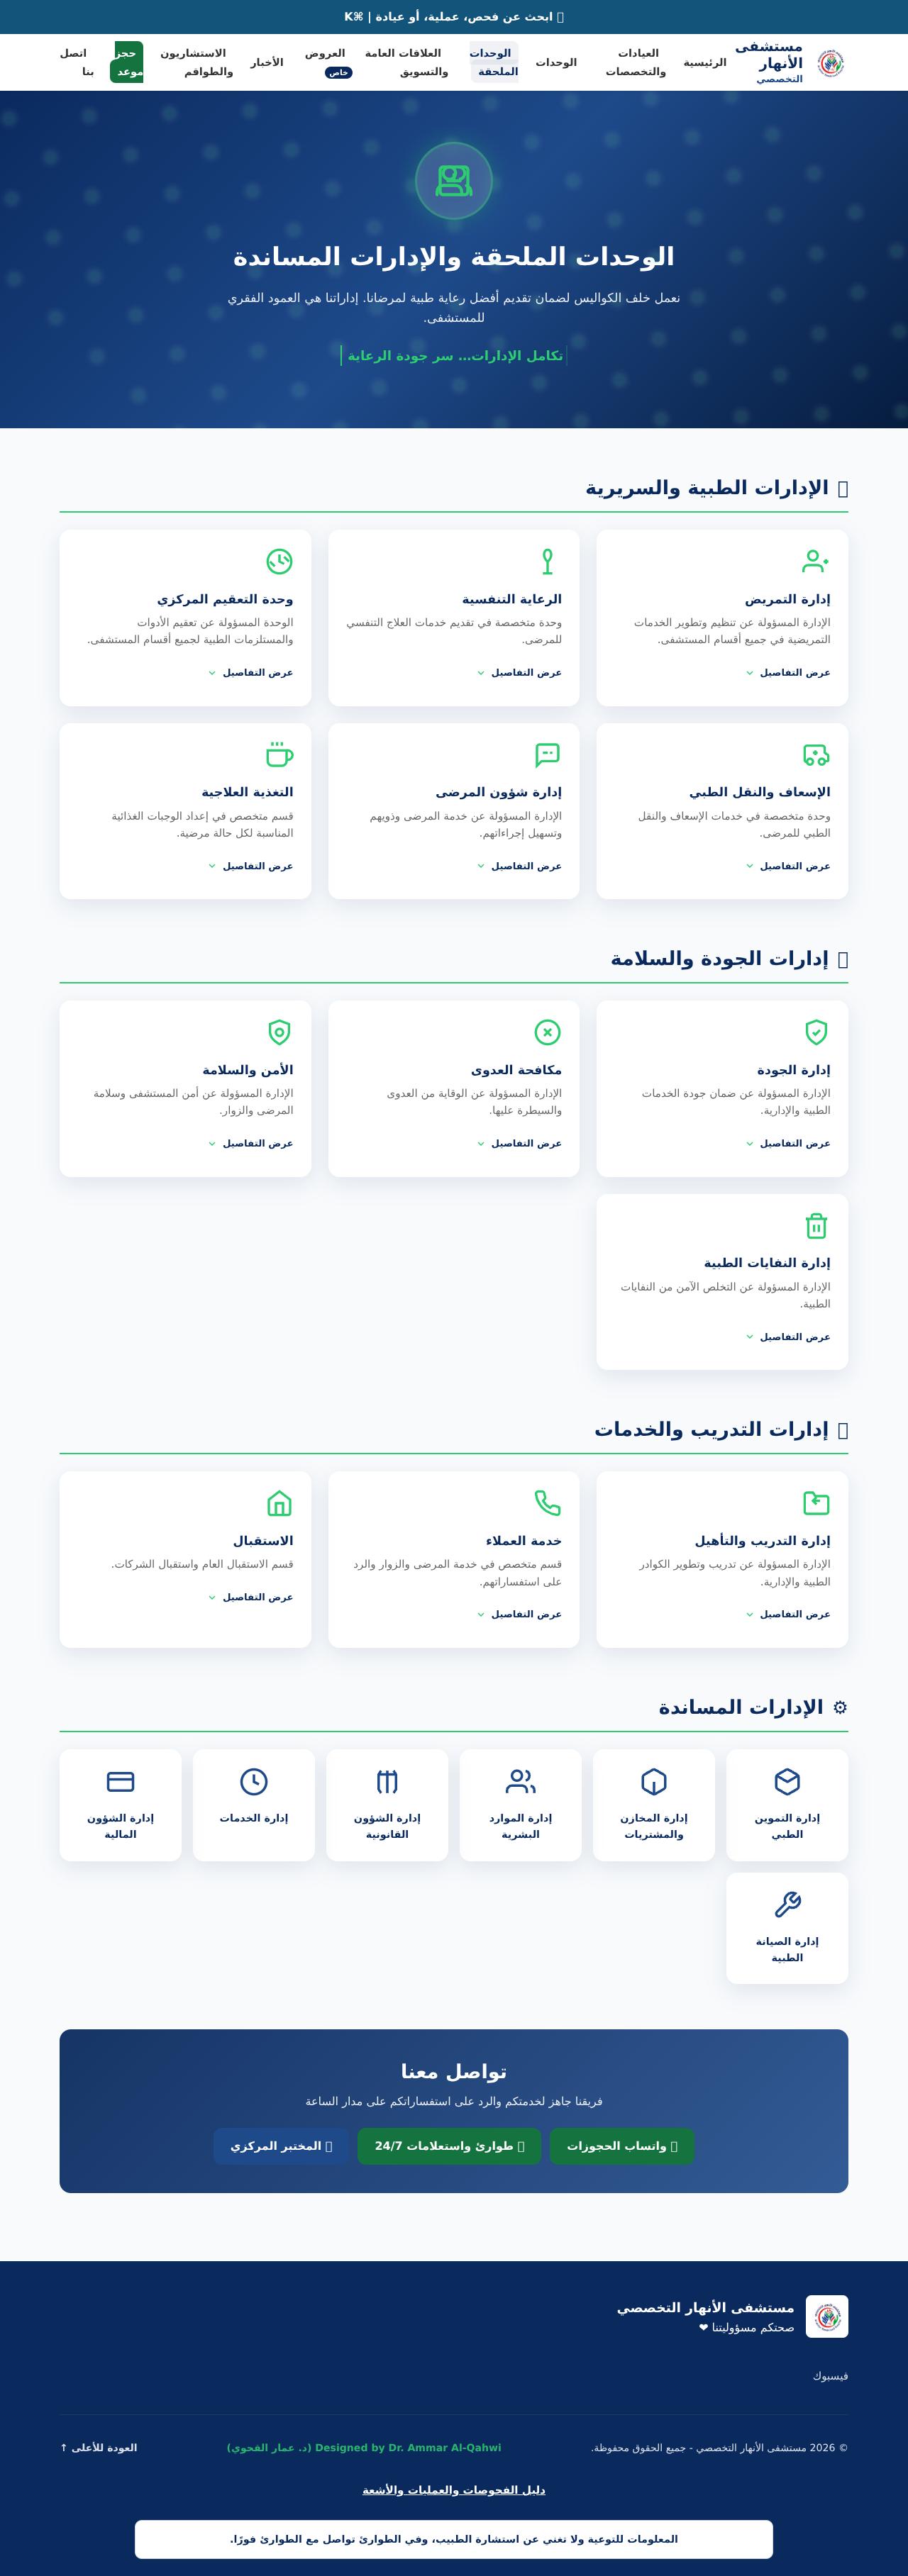 ابحث عن فحص، عملية، أو عيادة | ⌘K
مستشفى الأنهار
التخصصي
الرئيسية
العيادات والتخصصات
الوحدات
الوحدات الملحقة
العلاقات العامة والتسويق
العروض خاص
الأخبار
الاستشاريون والطواقم
حجز موعد
اتصل بنا
الوحدات الملحقة والإدارات المساندة
نعمل خلف الكواليس لضمان تقديم أفضل رعاية طبية لمرضانا. إداراتنا هي العمود الفقري
للمستشفى.
تكامل الإدارات... سر جودة الرعاية
الإدارات الطبية والسريرية
إدارة التمريض
الإدارة المسؤولة عن تنظيم وتطوير الخدمات
التمريضية في جميع أقسام المستشفى.
عرض التفاصيل
الرعاية التنفسية
وحدة متخصصة في تقديم خدمات العلاج التنفسي
للمرضى.
عرض التفاصيل
وحدة التعقيم المركزي
الوحدة المسؤولة عن تعقيم الأدوات
والمستلزمات الطبية لجميع أقسام المستشفى.
عرض التفاصيل
الإسعاف والنقل الطبي
وحدة متخصصة في خدمات الإسعاف والنقل
الطبي للمرضى.
عرض التفاصيل
إدارة شؤون المرضى
الإدارة المسؤولة عن خدمة المرضى وذويهم
وتسهيل إجراءاتهم.
عرض التفاصيل
التغذية العلاجية
قسم متخصص في إعداد الوجبات الغذائية
المناسبة لكل حالة مرضية.
عرض التفاصيل
إدارات الجودة والسلامة
إدارة الجودة
الإدارة المسؤولة عن ضمان جودة الخدمات
الطبية والإدارية.
عرض التفاصيل
مكافحة العدوى
الإدارة المسؤولة عن الوقاية من العدوى
والسيطرة عليها.
عرض التفاصيل
الأمن والسلامة
الإدارة المسؤولة عن أمن المستشفى وسلامة
المرضى والزوار.
عرض التفاصيل
إدارة النفايات الطبية
الإدارة المسؤولة عن التخلص الآمن من النفايات
الطبية.
عرض التفاصيل
إدارات التدريب والخدمات
إدارة التدريب والتأهيل
الإدارة المسؤولة عن تدريب وتطوير الكوادر
الطبية والإدارية.
عرض التفاصيل
خدمة العملاء
قسم متخصص في خدمة المرضى والزوار والرد
على استفساراتهم.
عرض التفاصيل
الاستقبال
قسم الاستقبال العام واستقبال الشركات.
عرض التفاصيل
⚙ الإدارات المساندة
إدارة التموين
الطبي
إدارة المخازن
والمشتريات
إدارة الموارد
البشرية
إدارة الشؤون
القانونية
إدارة الخدمات
إدارة الشؤون
المالية
إدارة الصيانة
الطبية
تواصل معنا
فريقنا جاهز لخدمتكم والرد على استفساراتكم على مدار الساعة
واتساب الحجوزات
طوارئ واستعلامات 24/7
المختبر المركزي
مستشفى الأنهار التخصصي
صحتكم مسؤوليتنا ❤
فيسبوك
© 2026 مستشفى الأنهار التخصصي - جميع الحقوق محفوظة.
Designed by Dr. Ammar Al-Qahwi (د. عمار القحوي)
العودة للأعلى ↑
دليل الفحوصات والعمليات والأشعة
المعلومات للتوعية ولا تغني عن استشارة الطبيب، وفي الطوارئ تواصل مع الطوارئ فورًا.